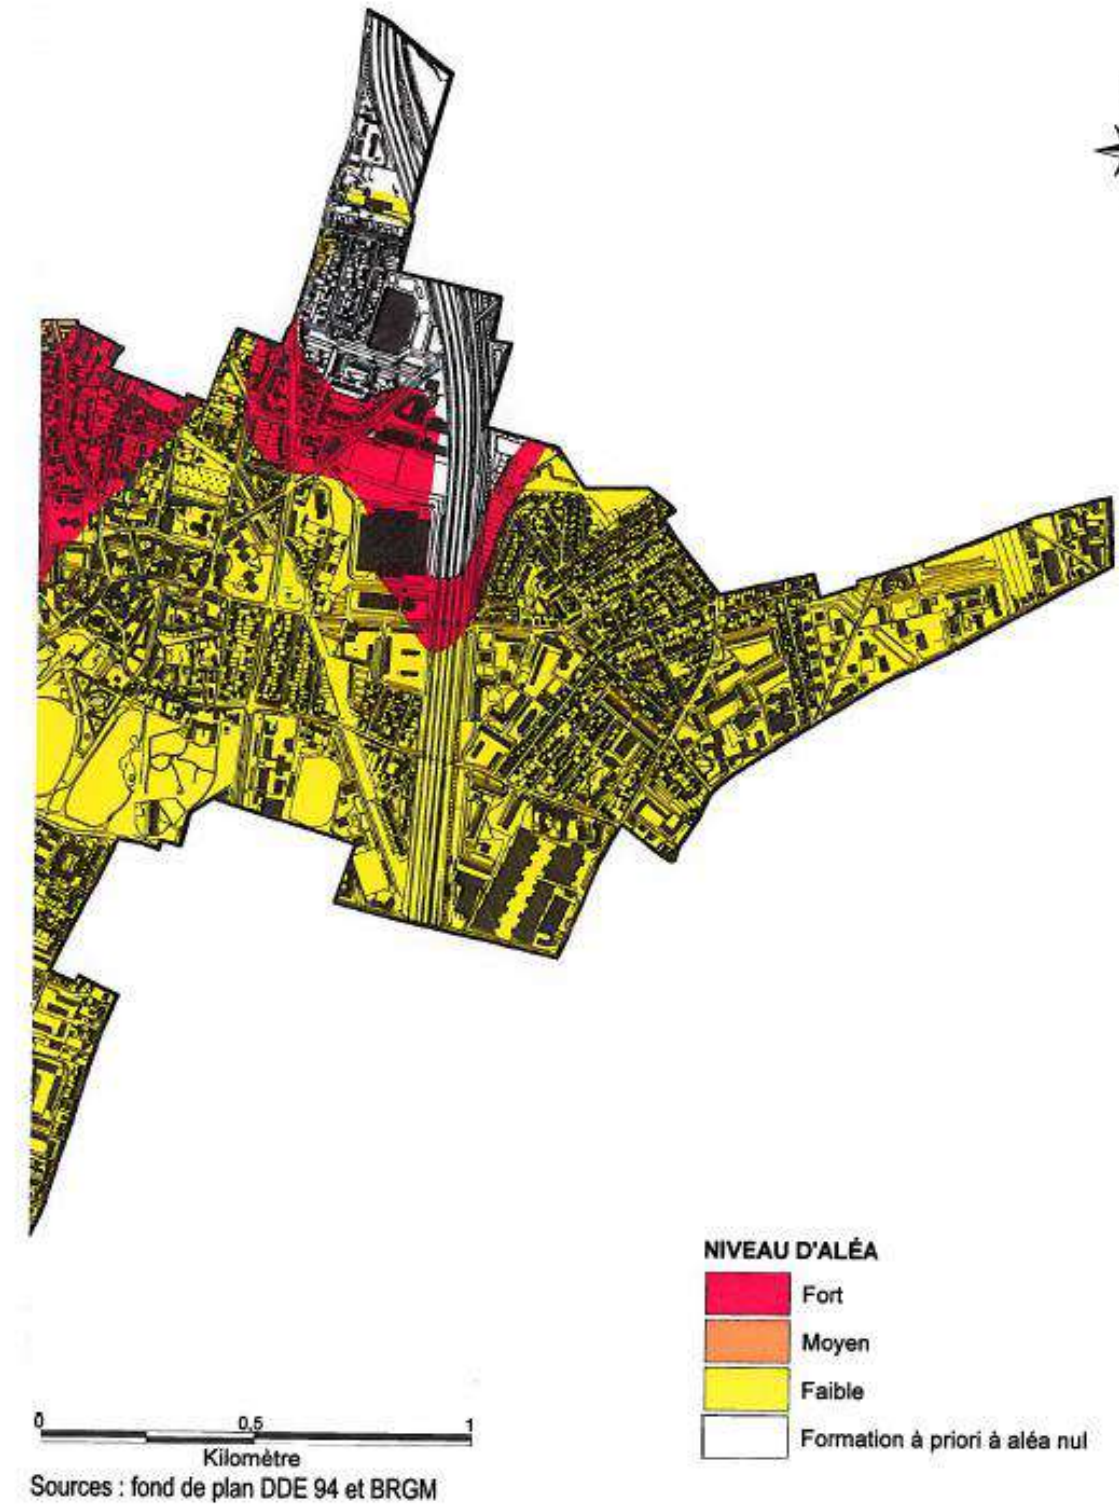 NIVEAU D'ALÉA
Fort
Moyen
Faible
Formation à priori à aléa nul
0 0,5 1
Kilomètre
Sources : fond de plan DDE 94 et BRGM